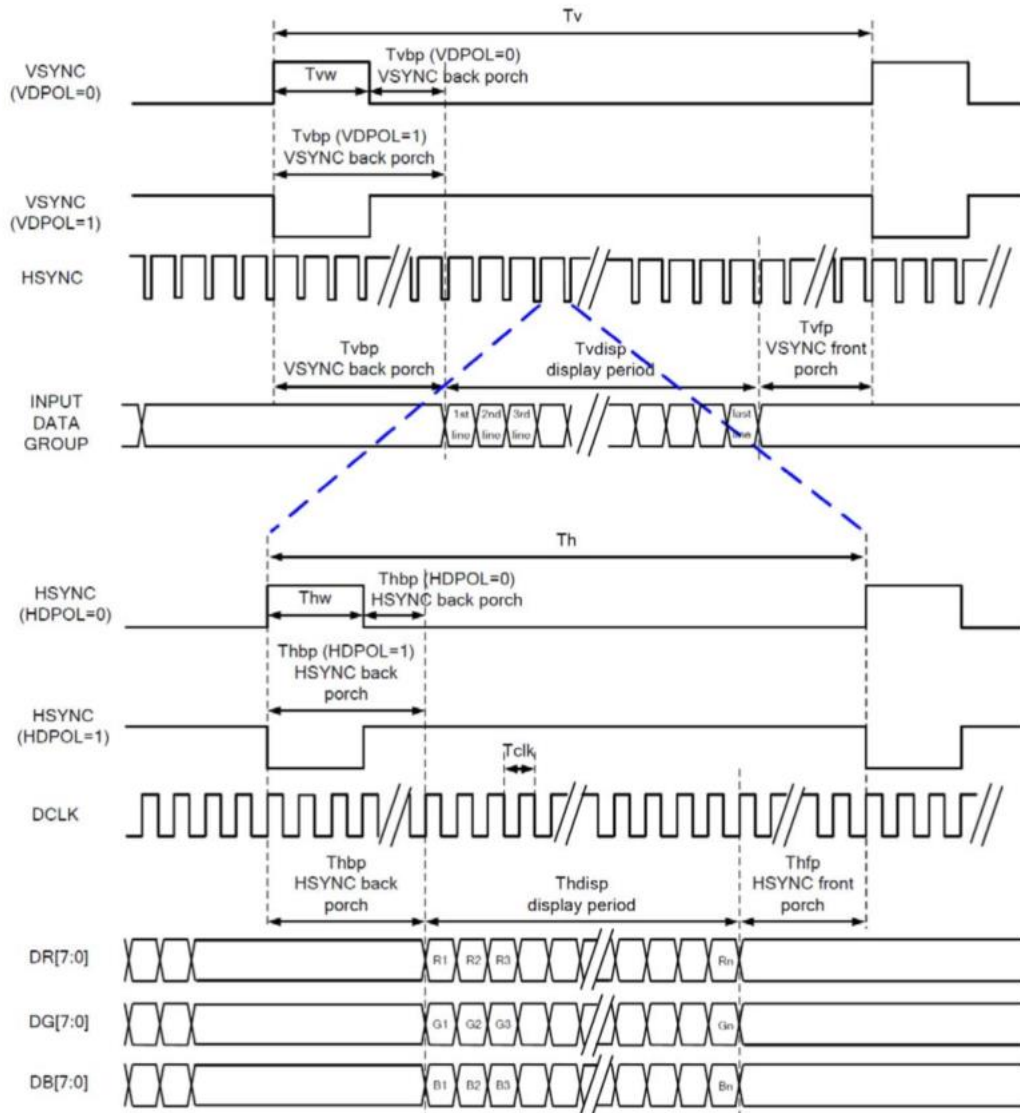 Tv
VSYNC
(VDPOL=0)
Tvw
Tvbp (VDPOL=0)
VSYNC back porch
Tvbp (VDPOL=1)
VSYNC back porch
VSYNC
(VDPOL=1)
HSYNC
Tvbp
VSYNC back porch
Tvdisp
display period
Tvfp
VSYNC front
porch
INPUT
DATA
GROUP
1st
line
2nd
line
3rd
line
last
line
Th
HSYNC
(HDPOL=0)
Thw
Thbp (HDPOL=0)
HSYNC back porch
Thbp (HDPOL=1)
HSYNC back
porch
HSYNC
(HDPOL=1)
Tclk
DCLK
Thbp
HSYNC back
porch
Thdisp
display period
Thfp
HSYNC front
porch
DR[7:0]
R1 R2 R3 Rn
DG[7:0]
G1 G2 G3 Gn
DB[7:0]
B1 B2 B3 Bn